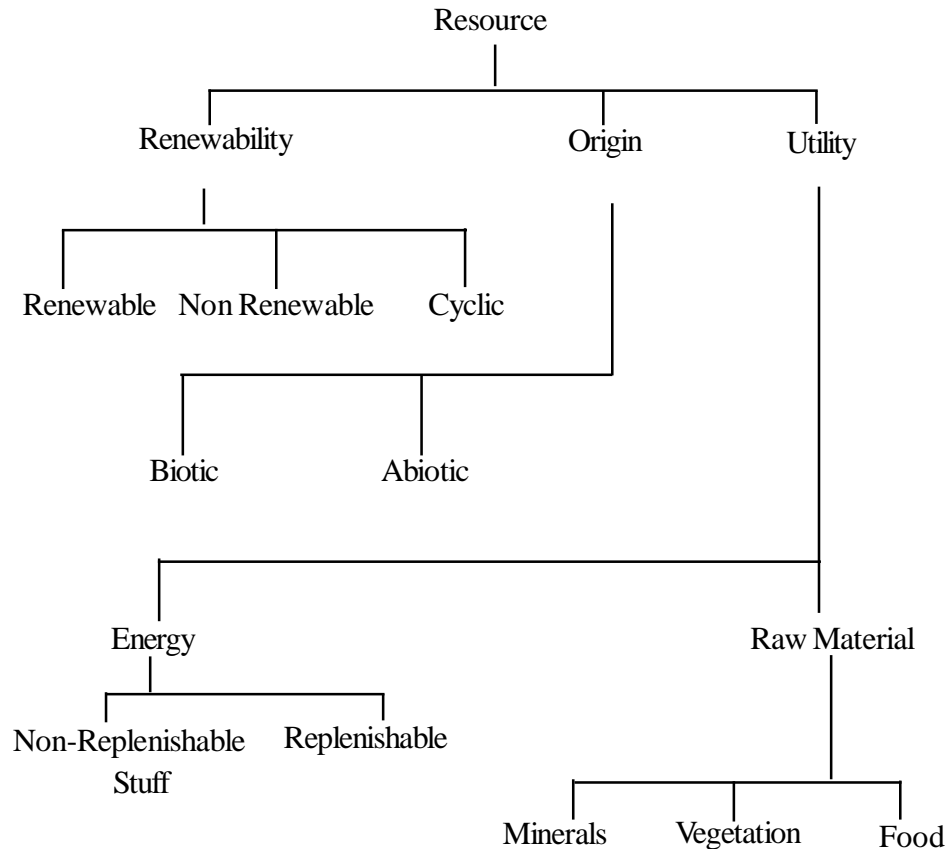 Resource
Renewability Origin Utility
Renewable Non Renewable Cyclic
Biotic Abiotic
Energy Raw Material
Non-Replenishable Replenishable
Stuff
Minerals Vegetation Food